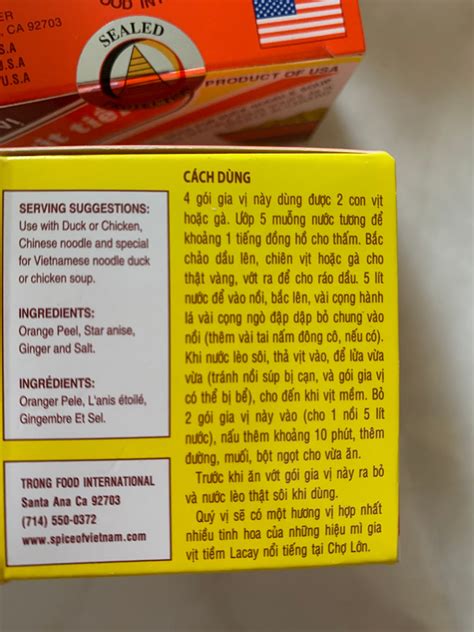 ER
OOD INT
, CA 92703
U.S.A
U.S.A
/U.S.A
SEALED
PRODUCT OF USA
VI
vịt tiề
CÁCH DÙNG
4 gói gia vị này dùng được 2 con vịt
hoặc gà. Ướp 5 muỗng nước tương để
khoảng 1 tiếng đồng hồ cho thấm. Bắc
chảo dầu lên, chiên vịt hoặc gà cho
thật vàng, vớt ra để cho ráo dầu. 5 lít
nước để vào nồi, bắc lên, vài cọng hành
lá vài cọng ngò đập dập bỏ chung vào
nồi (thêm vài tai nấm đông cô, nếu có).
Khi nước lèo sôi, thả vịt vào, để lửa vừa
vừa (tránh nồi súp bị cạn, và gói gia vị
có thể bị bể), cho đến khi vịt mềm. Bỏ
2 gói gia vị này vào (cho 1 nồi 5 lít
nước), nấu thêm khoảng 10 phút, thêm
đường, muối, bột ngọt cho vừa ăn.
Trước khi ăn vớt gói gia vị này ra bỏ
và nước lèo thật sôi khi dùng.
Quý vị sẽ có một hương vị hợp nhất
nhiều tinh hoa của những hiệu mì gia
vịt tiềm Lacay nổi tiếng tại Chợ Lớn.
SERVING SUGGESTIONS:
Use with Duck or Chicken,
Chinese noodle and special
for Vietnamese noodle duck
or chicken soup.
INGREDIENTS:
Orange Peel, Star anise,
Ginger and Salt.
INGRÉDIENTS:
Oranger Pele, L'anis étoilé,
Gingembre Et Sel.
TRONG FOOD INTERNATIONAL
Santa Ana Ca 92703
(714) 550-0372
www.spiceofvietnam.com